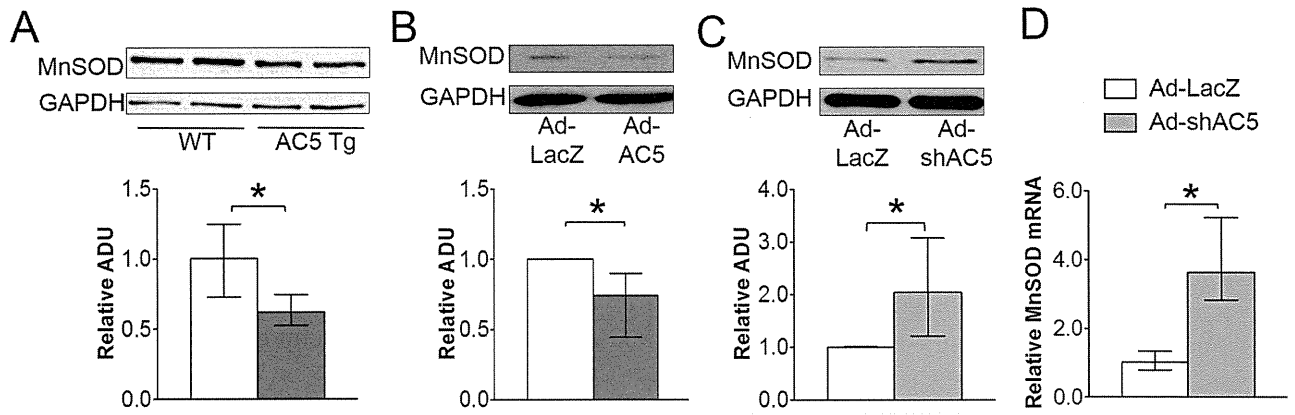 A
MnSOD
GAPDH
WT
AC5 Tg
Relative ADU
1.5
1.0
0.5
0.0
*
B
MnSOD
GAPDH
Ad-
LacZ
Ad-
AC5
Relative ADU
1.5
1.0
0.5
0.0
*
C
MnSOD
GAPDH
Ad-
LacZ
Ad-
shAC5
Relative ADU
4.0
3.0
2.0
1.0
0.0
*
D
Ad-LacZ
Ad-shAC5
Relative MnSOD mRNA
6.0
4.0
2.0
0.0
*